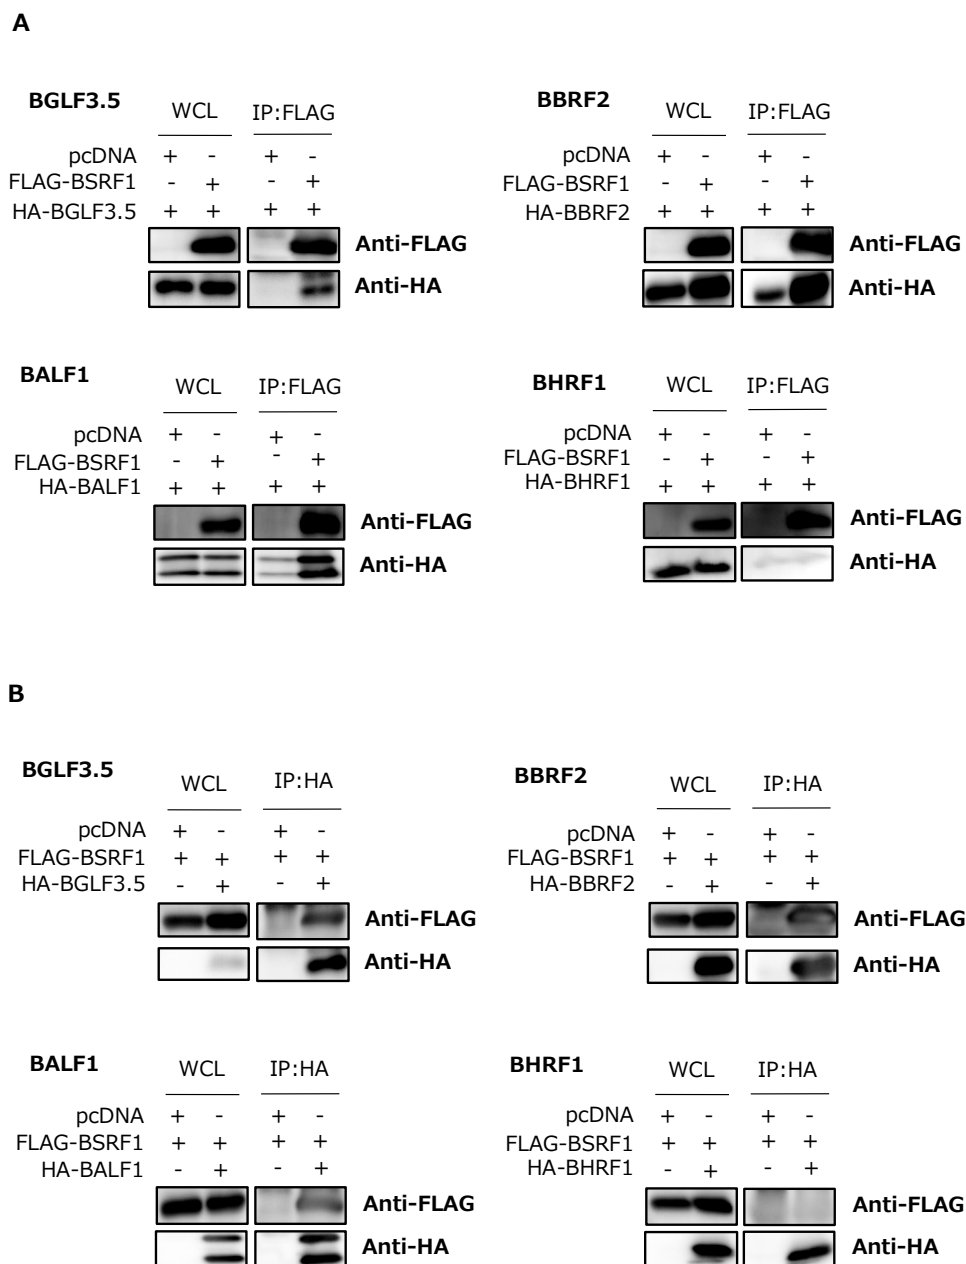 A
BGLF3.5
WCL IP:FLAG
pcDNA + - + -
FLAG-BSRF1 - + - +
HA-BGLF3.5 + + + +
Anti-FLAG
Anti-HA
BBRF2
WCL IP:FLAG
pcDNA + - + -
FLAG-BSRF1 - + - +
HA-BBRF2 + + + +
Anti-FLAG
Anti-HA
BALF1
WCL IP:FLAG
pcDNA + - + -
FLAG-BSRF1 - + - +
HA-BALF1 + + + +
Anti-FLAG
Anti-HA
BHRF1
WCL IP:FLAG
pcDNA + - + -
FLAG-BSRF1 - + - +
HA-BHRF1 + + + +
Anti-FLAG
Anti-HA
B
BGLF3.5
WCL IP:HA
pcDNA + - + -
FLAG-BSRF1 + + + +
HA-BGLF3.5 - + - +
Anti-FLAG
Anti-HA
BBRF2
WCL IP:HA
pcDNA + - + -
FLAG-BSRF1 + + + +
HA-BBRF2 - + - +
Anti-FLAG
Anti-HA
BALF1
WCL IP:HA
pcDNA + - + -
FLAG-BSRF1 + + + +
HA-BALF1 - + - +
Anti-FLAG
Anti-HA
BHRF1
WCL IP:HA
pcDNA + - + -
FLAG-BSRF1 + + + +
HA-BHRF1 - + - +
Anti-FLAG
Anti-HA